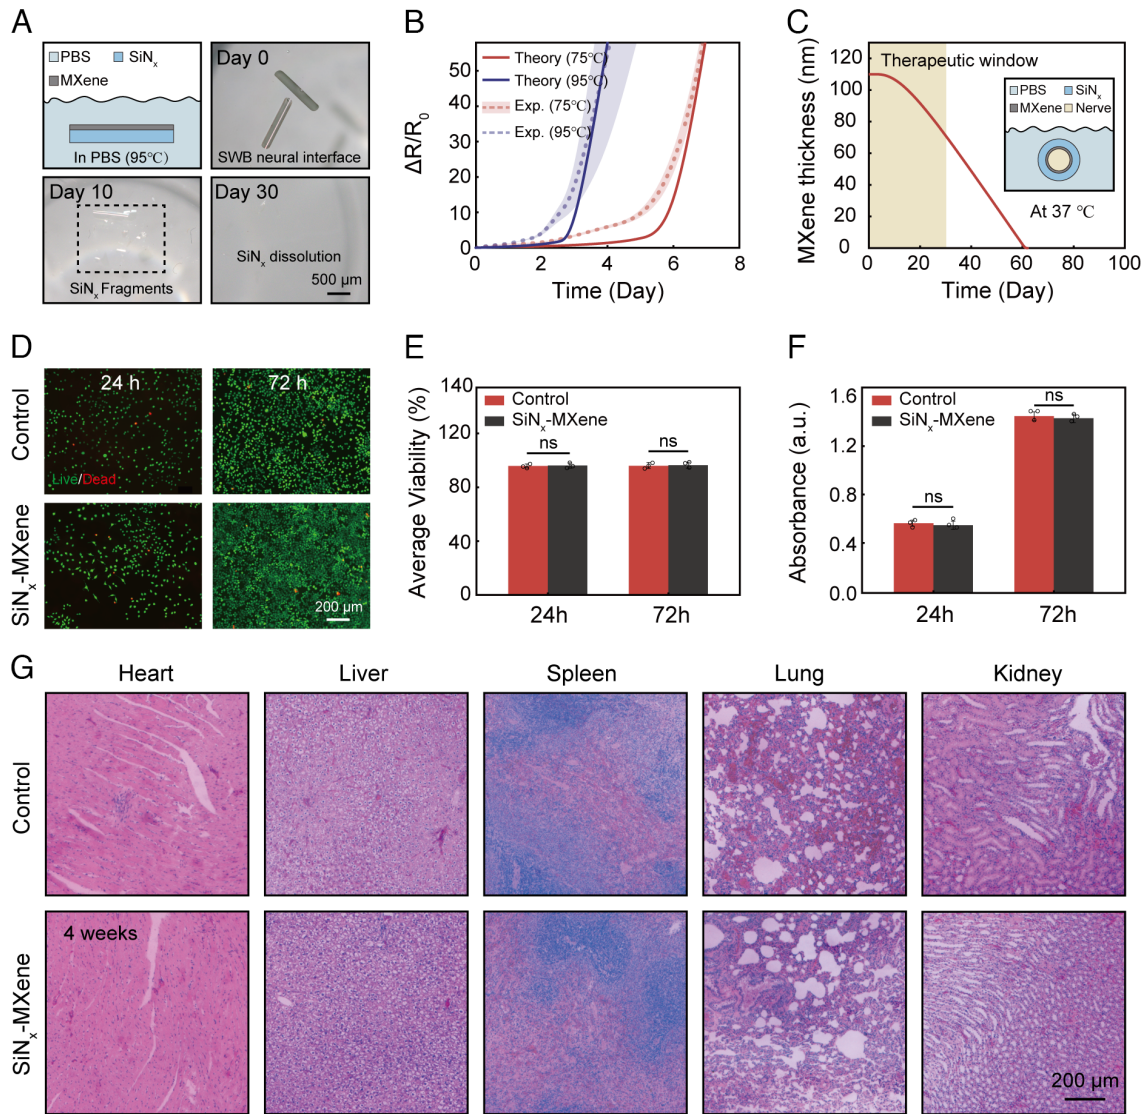 A
PBS
SiNx
MXene
In PBS (95℃)
Day 0
SWB neural interface
Day 10
SiNx Fragments
Day 30
SiNx dissolution
500 μm
B
ΔR/R0
50
40
30
20
10
0
Theory (75℃)
Theory (95℃)
Exp. (75℃)
Exp. (95℃)
0 2 4 6 8
Time (Day)
C
MXene thickness (nm)
120
100
80
60
40
20
0
Therapeutic window
PBS
SiNx
MXene
Nerve
At 37 ℃
0 20 40 60 80 100
Time (Day)
D
24 h
72 h
Control
Live/Dead
SiNx-MXene
200 μm
E
Average Viability (%)
140
120
80
40
0
Control
SiNx-MXene
ns
ns
24h
72h
F
Absorbance (a.u.)
1.6
1.2
0.8
0.4
0.0
Control
SiNx-MXene
ns
ns
24h
72h
G
Heart
Liver
Spleen
Lung
Kidney
Control
SiNx-MXene
4 weeks
200 μm